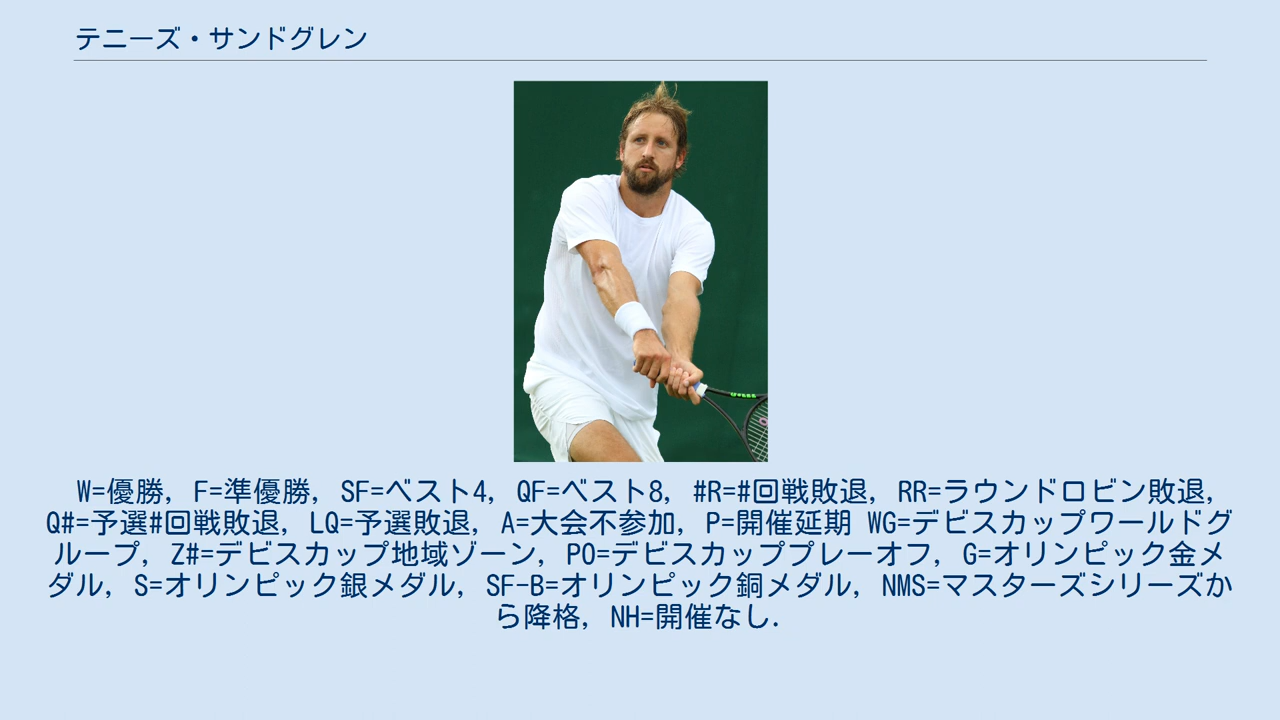 テニーズ・サンドグレン
W=優勝, F=準優勝, SF=ベスト4, QF=ベスト8, #R=#回戦敗退, RR=ラウンドロビン敗退,
Q#=予選#回戦敗退, LQ=予選敗退, A=大会不参加, P=開催延期 WG=デビスカップワールドグ
ループ, Z#=デビスカップ地域ゾーン, PO=デビスカッププレーオフ, G=オリンピック金メ
ダル, S=オリンピック銀メダル, SF-B=オリンピック銅メダル, NMS=マスターズシリーズか
ら降格, NH=開催なし.